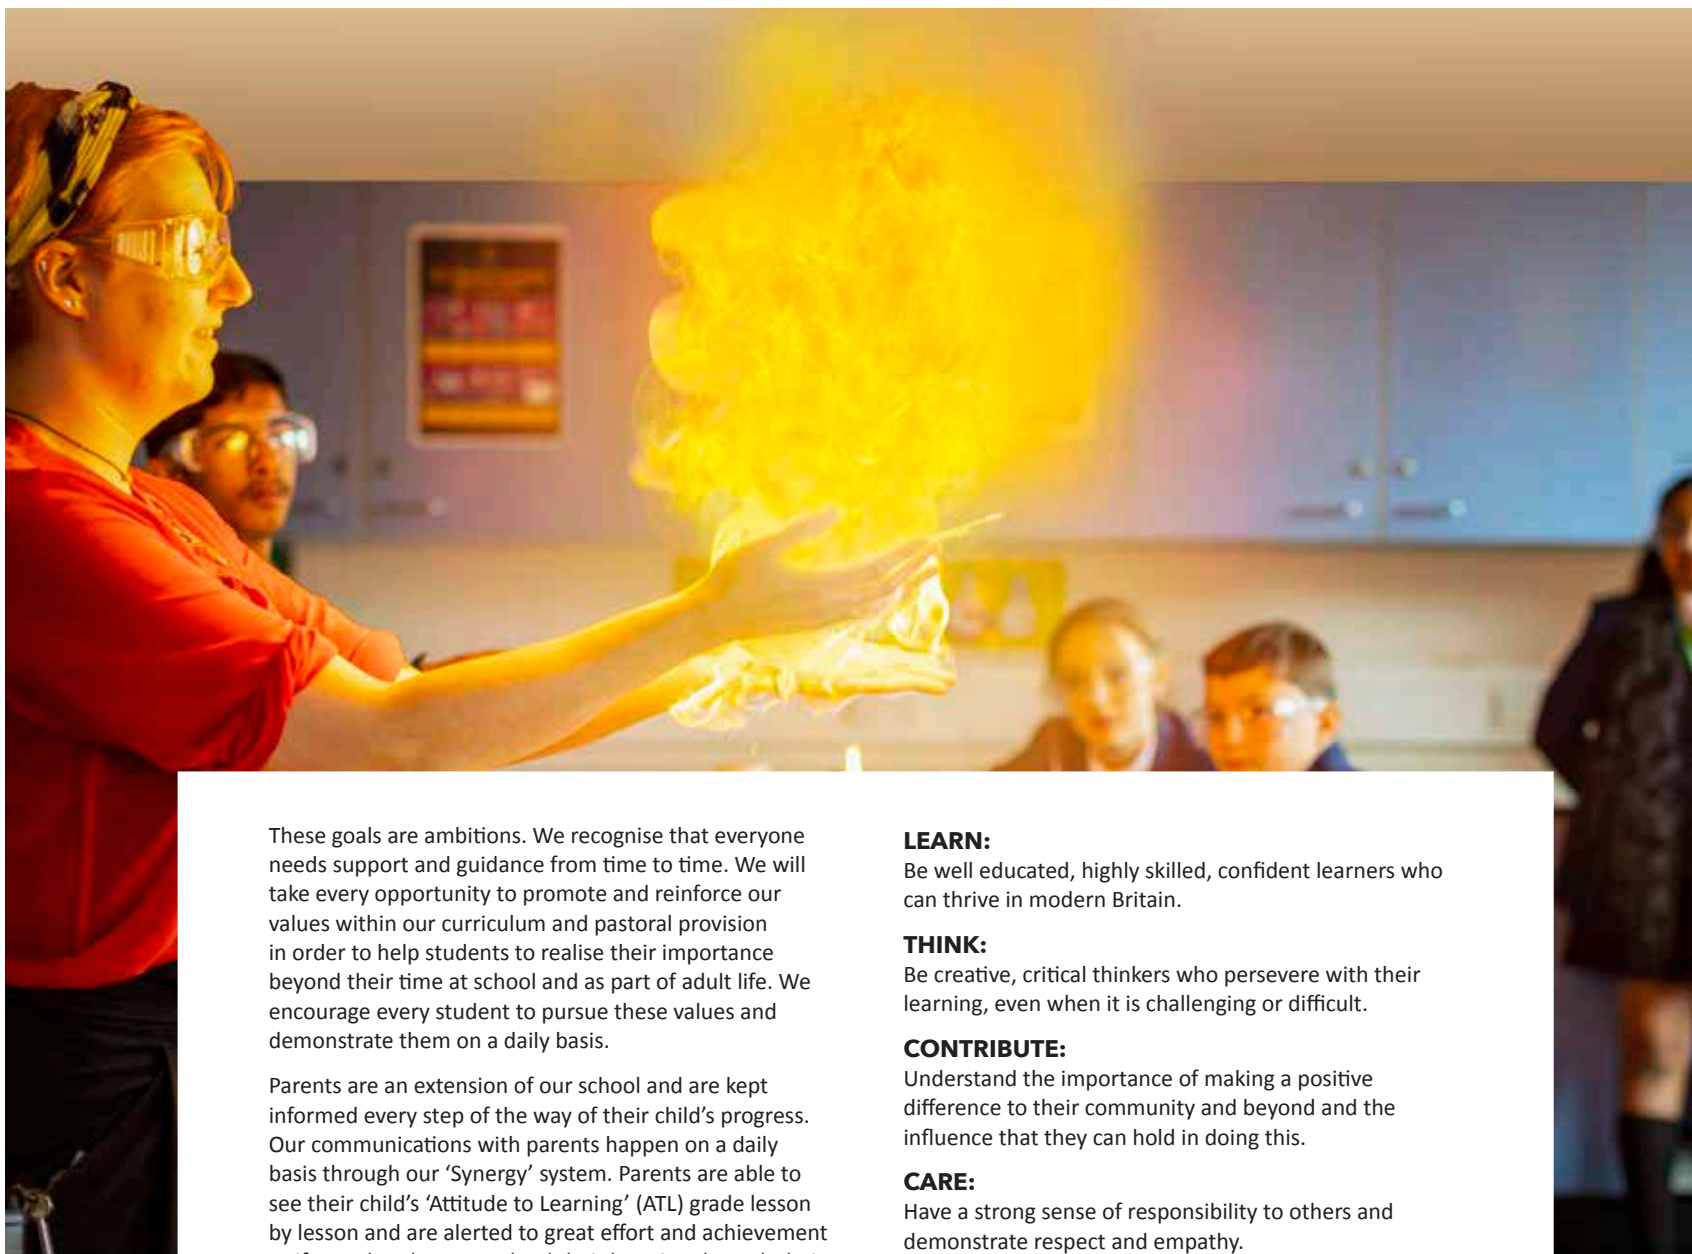 These goals are ambitions. We recognise that everyone
needs support and guidance from time to time. We will
take every opportunity to promote and reinforce our
values within our curriculum and pastoral provision
in order to help students to realise their importance
beyond their time at school and as part of adult life. We
encourage every student to pursue these values and
demonstrate them on a daily basis.
Parents are an extension of our school and are kept
informed every step of the way of their child’s progress.
Our communications with parents happen on a daily
basis through our ‘Synergy’ system. Parents are able to
see their child’s ‘Attitude to Learning’ (ATL) grade lesson
by lesson and are alerted to great effort and achievement
LEARN:
Be well educated, highly skilled, confident learners who
can thrive in modern Britain.
THINK:
Be creative, critical thinkers who persevere with their
learning, even when it is challenging or difficult.
CONTRIBUTE:
Understand the importance of making a positive
difference to their community and beyond and the
influence that they can hold in doing this.
CARE:
Have a strong sense of responsibility to others and
demonstrate respect and empathy.